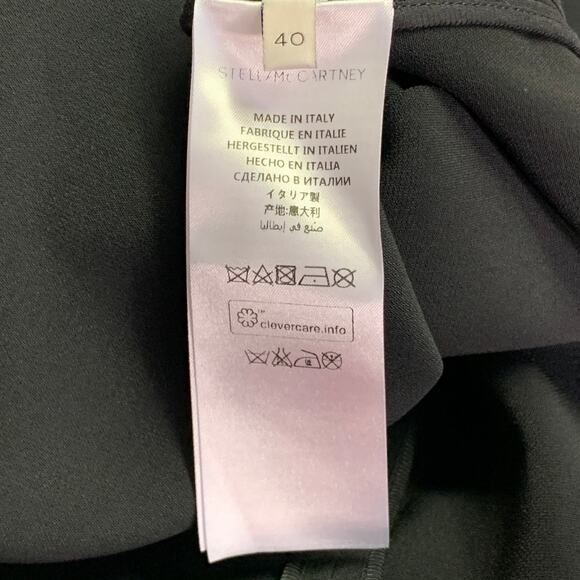 40
STELLA McCARTNEY
MADE IN ITALY
FABRIQUE EN ITALIE
HERGESTELLT IN ITALIEN
HECHO EN ITALIA
СДЕЛАНО В ИТАЛИИ
イタリア製
产地:意大利
صنع في إيطاليا
clevercare.info